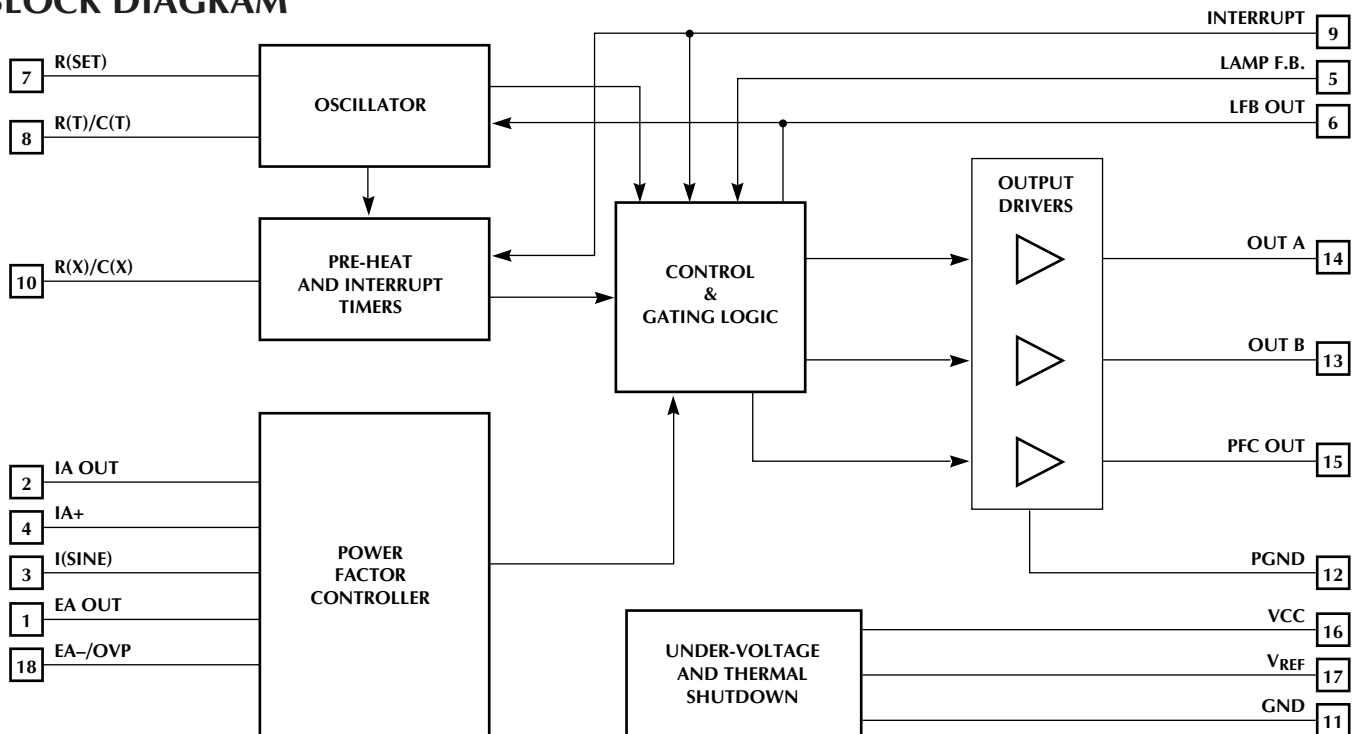 BLOCK DIAGRAM
7
R(SET)
8
R(T)/C(T)
10
R(X)/C(X)
2
IA OUT
4
IA+
3
I(SINE)
1
EA OUT
18
EA–/OVP
OSCILLATOR
PRE-HEAT
AND INTERRUPT
TIMERS
POWER
FACTOR
CONTROLLER
CONTROL
&
GATING LOGIC
UNDER-VOLTAGE
AND THERMAL
SHUTDOWN
OUTPUT
DRIVERS
INTERRUPT
9
LAMP F.B.
5
LFB OUT
6
OUT A
14
OUT B
13
PFC OUT
15
PGND
12
VCC
16
VREF
17
GND
11